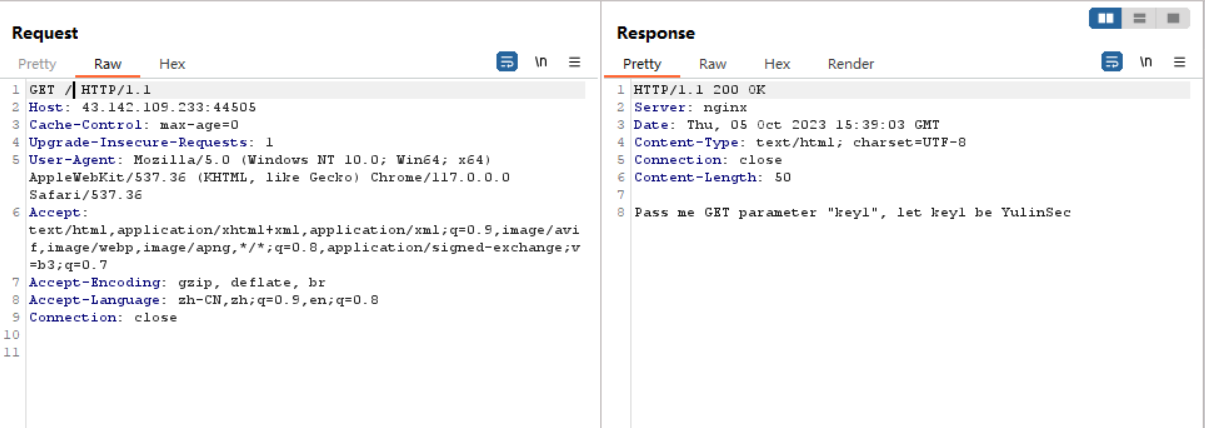 Request
Response
Pretty Raw Hex
\n
Pretty Raw Hex Render
\n
1 GET / HTTP/1.1
2 Host: 43.142.109.233:44505
3 Cache-Control: max-age=0
4 Upgrade-Insecure-Requests: 1
5 User-Agent: Mozilla/5.0 (Windows NT 10.0; Win64; x64)
AppleWebKit/537.36 (KHTML, like Gecko) Chrome/117.0.0.0
Safari/537.36
6 Accept:
text/html,application/xhtml+xml,application/xml;q=0.9,image/avi
f,image/webp,image/apng,*/*;q=0.8,application/signed-exchange;v
=b3;q=0.7
7 Accept-Encoding: gzip, deflate, br
8 Accept-Language: zh-CN,zh;q=0.9,en;q=0.8
9 Connection: close
10
11
1 HTTP/1.1 200 OK
2 Server: nginx
3 Date: Thu, 05 Oct 2023 15:39:03 GMT
4 Content-Type: text/html; charset=UTF-8
5 Connection: close
6 Content-Length: 50
7
8 Pass me GET parameter "key1", let key1 be YulinSec